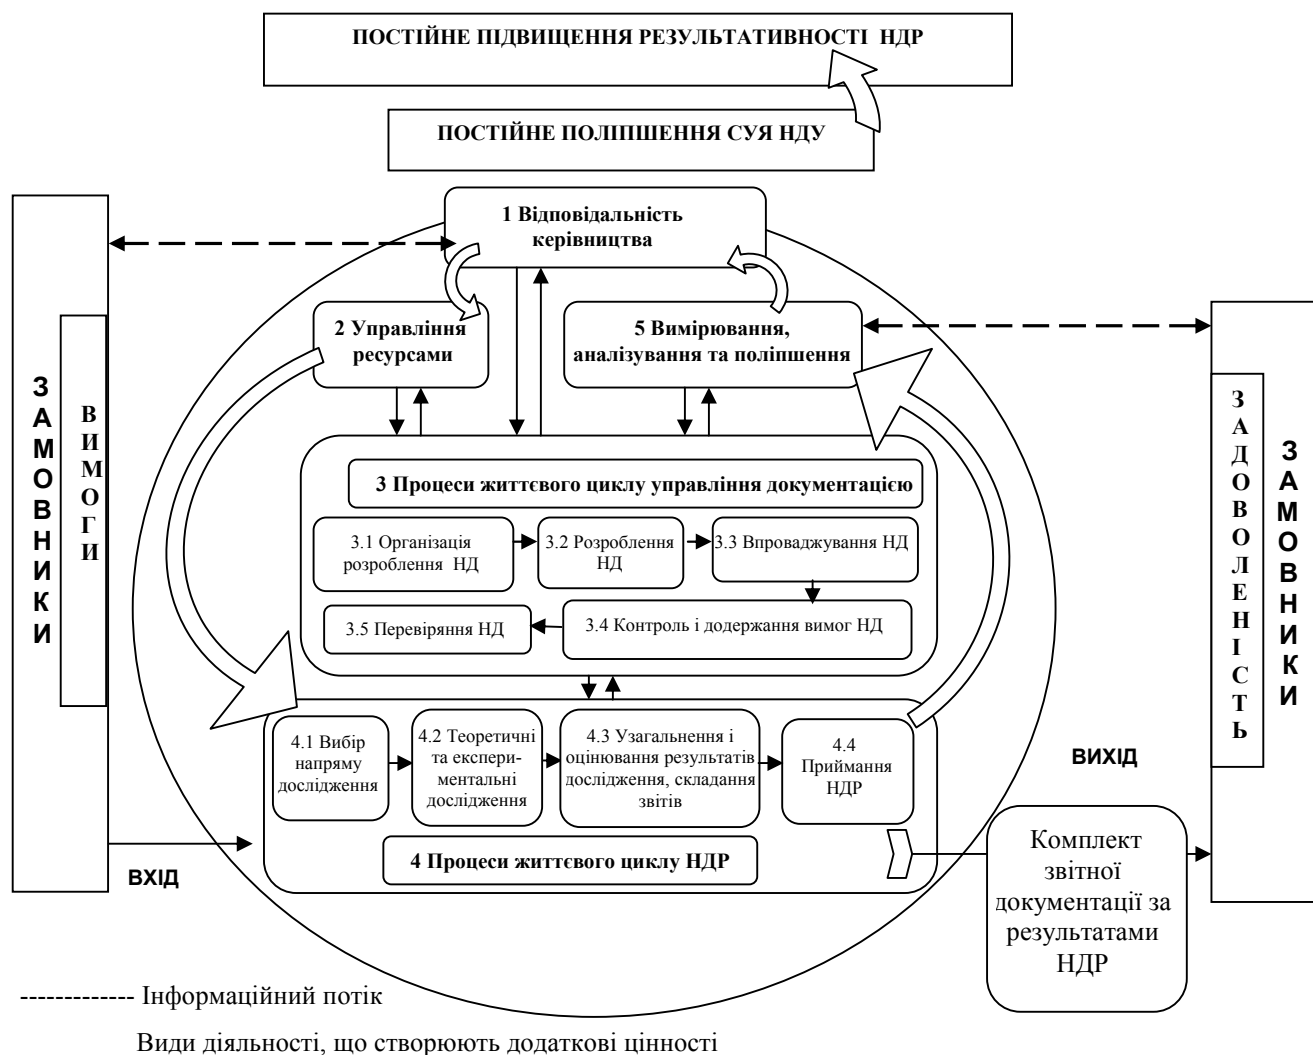 ПОСТІЙНЕ ПІДВИЩЕННЯ РЕЗУЛЬТАТИВНОСТІ НДР
ПОСТІЙНЕ ПОЛІПШЕННЯ СУЯ НДУ
1 Відповідальність
керівництва
2 Управління
ресурсами
5 Вимірювання,
аналізування та поліпшення
ЗАМОВНИКИ
ВИМОГИ
3 Процеси життєвого циклу управління документацією
3.1 Організація
розроблення НД
3.2 Розроблення
НД
3.3 Впроваджування НД
3.4 Контроль і додержання вимог НД
3.5 Перевіряння НД
4.1 Вибір
напряму
дослідження
4.2 Теоретичні
та експери-
ментальні
дослідження
4.3 Узагальнення і
оцінювання результатів
дослідження, складання
звітів
4.4
Приймання
НДР
4 Процеси життєвого циклу НДР
ВХІД
ВИХІД
Комплект
звітної
документації за
результатами
НДР
ЗАДОВОЛЕНІСТЬ
ЗАМОВНИКИ
------------- Інформаційний потік
Види діяльності, що створюють додаткові цінності